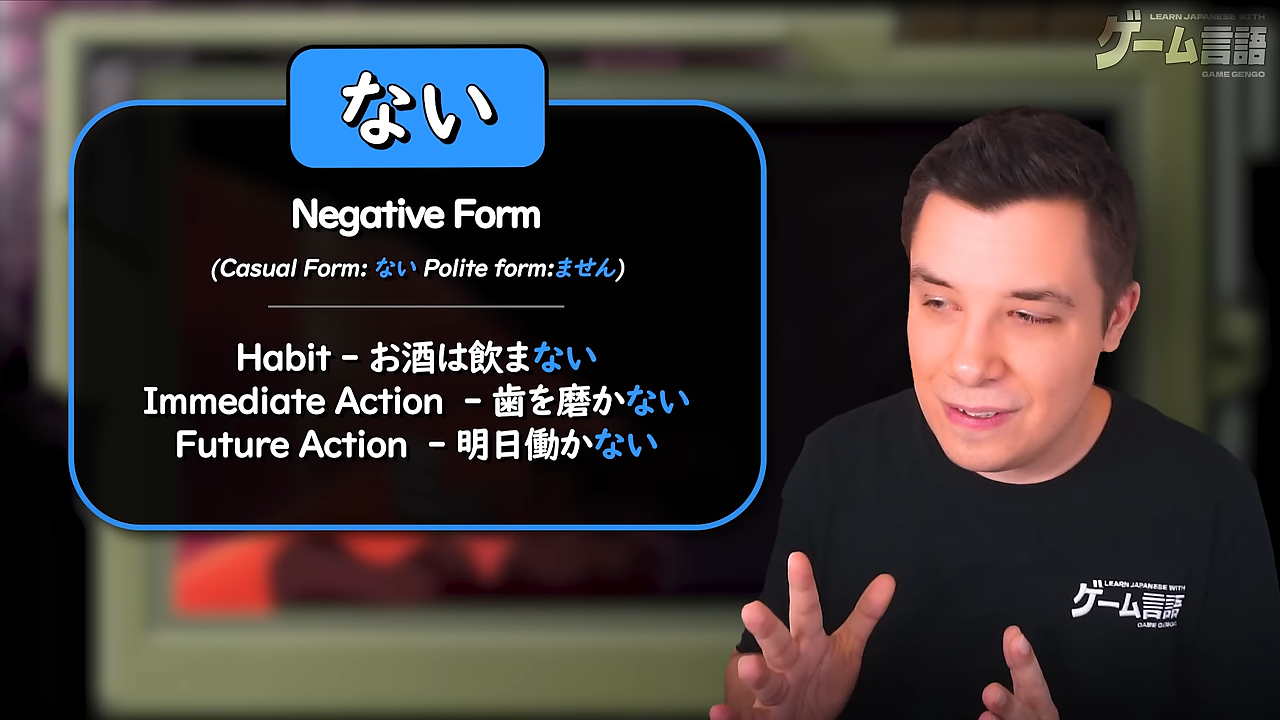 LEARN JAPANESE WITH
ゲーム言語
GAME GENGO
ない
Negative Form
(Casual Form: ない Polite form:ません)
Habit - お酒は飲まない
Immediate Action - 歯を磨かない
Future Action - 明日働かない
LEARN JAPANESE WITH
ゲーム言語
GAME GENGO